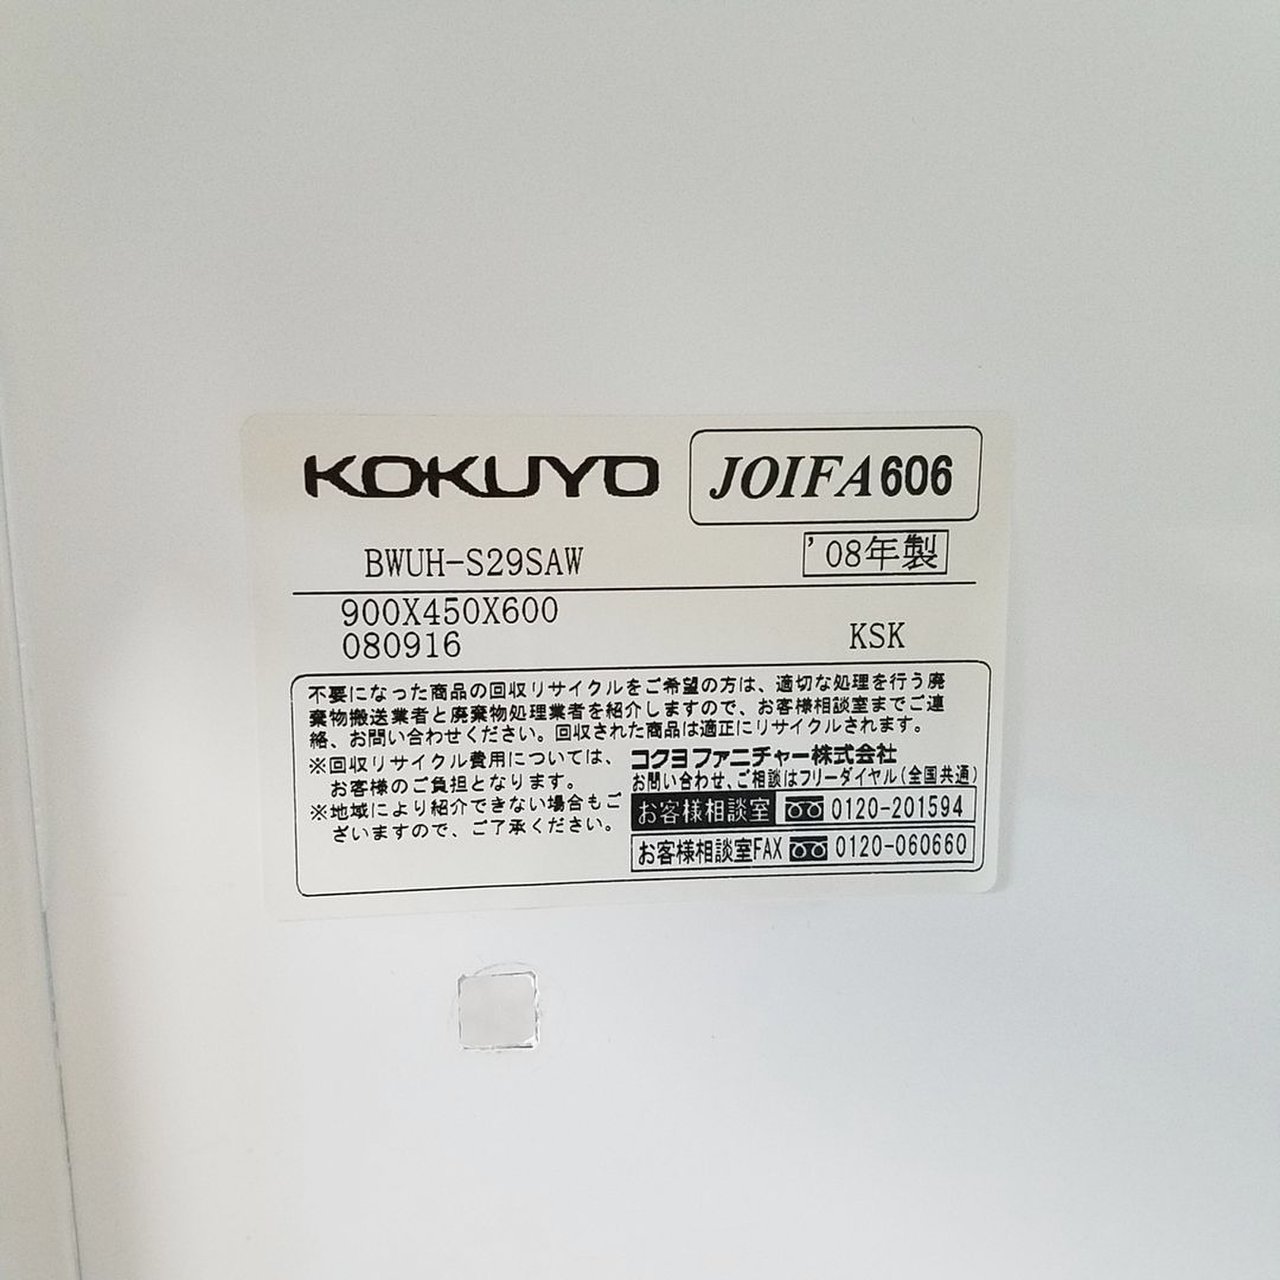 KOKUYO JOIFA606
BWUH-S29SAW '08年製
900X450X600
080916 KSK
不要になった商品の回収リサイクルをご希望の方は、適切な処理を行う廃
棄物搬送業者と廃棄物処理業者を紹介しますので、お客様相談室までご連
絡、お問い合わせください。回収された商品は適正にリサイクルされます。
※回収リサイクル費用については、
お客様のご負担となります。
※地域により紹介できない場合もご
ざいますので、ご了承ください。
コクヨファニチャー株式会社
お問い合わせ、ご相談はフリーダイヤル(全国共通)
お客様相談室 0120-201594
お客様相談室FAX 0120-060660